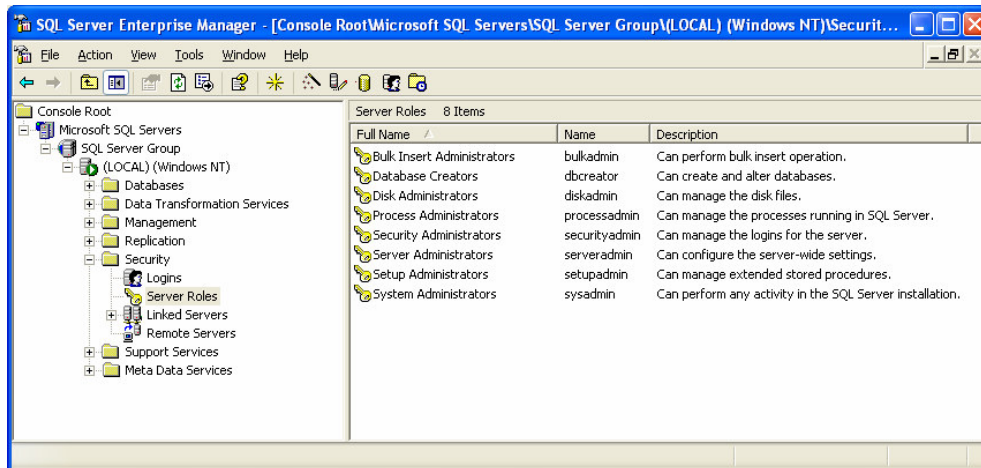 SQL Server Enterprise Manager - [Console Root\Microsoft SQL Servers\SQL Server Group\(LOCAL) (Windows NT)\Securit...
File Action View Tools Window Help
Console Root
Microsoft SQL Servers
SQL Server Group
(LOCAL) (Windows NT)
Databases
Data Transformation Services
Management
Replication
Security
Logins
Server Roles
Linked Servers
Remote Servers
Support Services
Meta Data Services
Server Roles 8 Items
Full Name Name Description
Bulk Insert Administrators bulkadmin Can perform bulk insert operation.
Database Creators dbcreator Can create and alter databases.
Disk Administrators diskadmin Can manage the disk files.
Process Administrators processadmin Can manage the processes running in SQL Server.
Security Administrators securityadmin Can manage the logins for the server.
Server Administrators serveradmin Can configure the server-wide settings.
Setup Administrators setupadmin Can manage extended stored procedures.
System Administrators sysadmin Can perform any activity in the SQL Server installation.